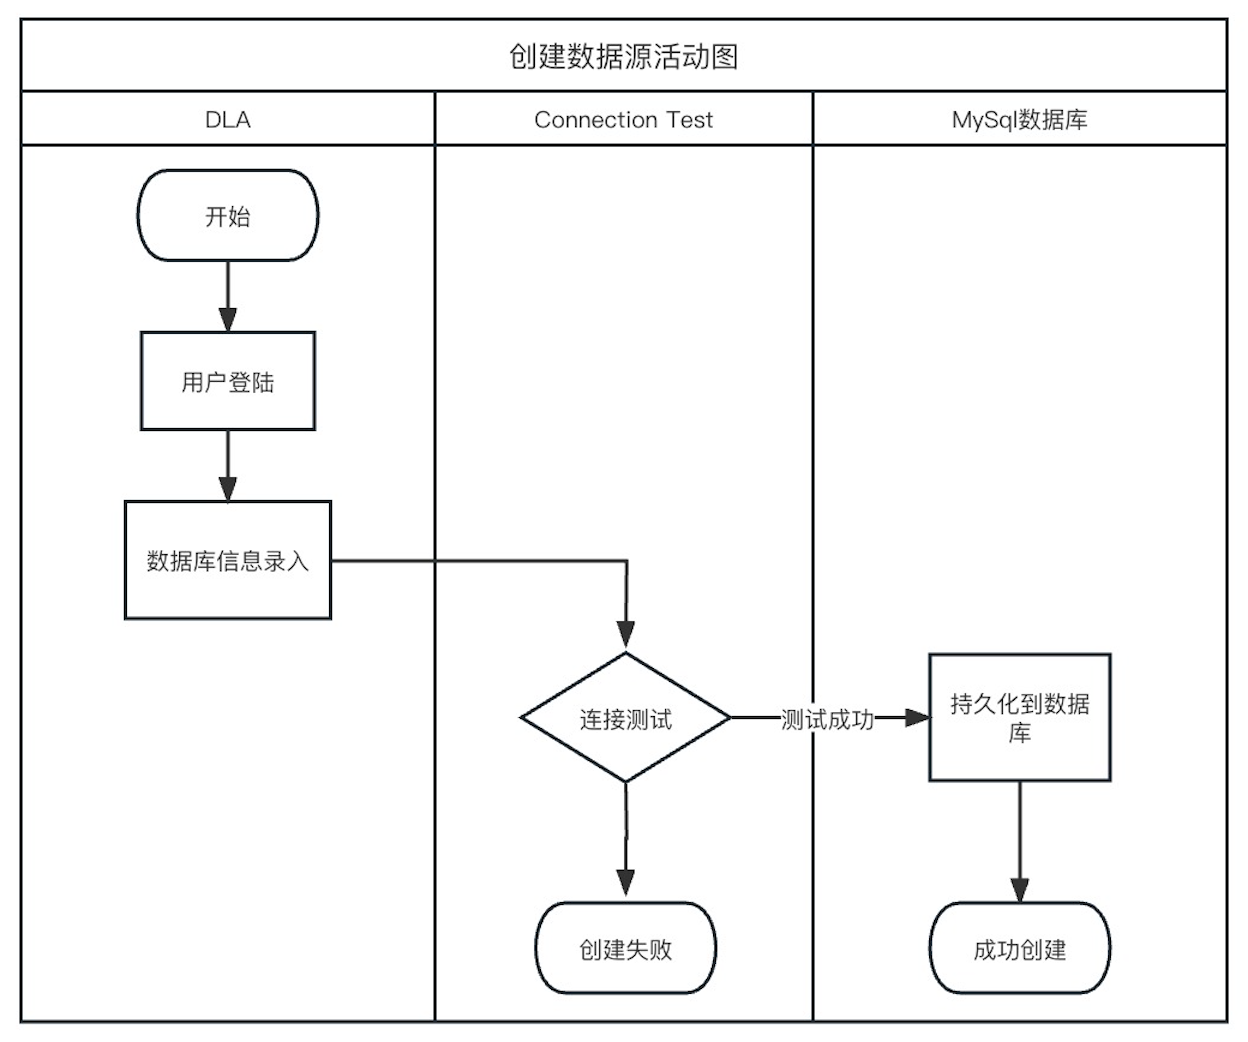 创建数据源活动图
DLA
Connection Test
MySql数据库
开始
用户登陆
数据库信息录入
连接测试
测试成功
持久化到数据
库
创建失败
成功创建